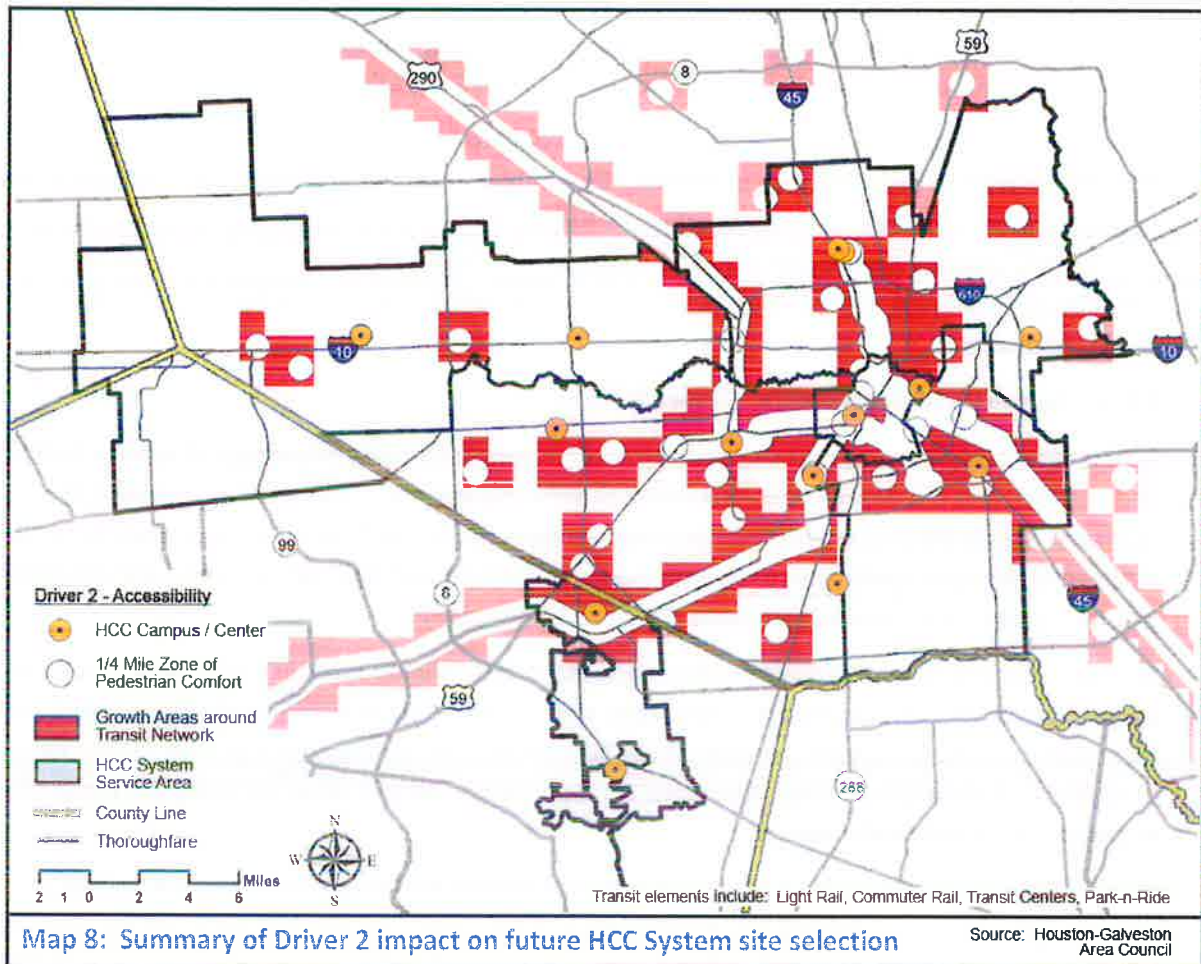 59
290
8
45
610
10
10
99
6
45
59
288
Driver 2 - Accessibility
HCC Campus / Center
1/4 Mile Zone of
Pedestrian Comfort
Growth Areas around
Transit Network
HCC System
Service Area
County Line
Thoroughfare
N
W E
S
Miles
2 1 0 2 4 6
Transit elements include: Light Rail, Commuter Rail, Transit Centers, Park-n-Ride
Map 8: Summary of Driver 2 impact on future HCC System site selection
Source: Houston-Galveston
Area Council